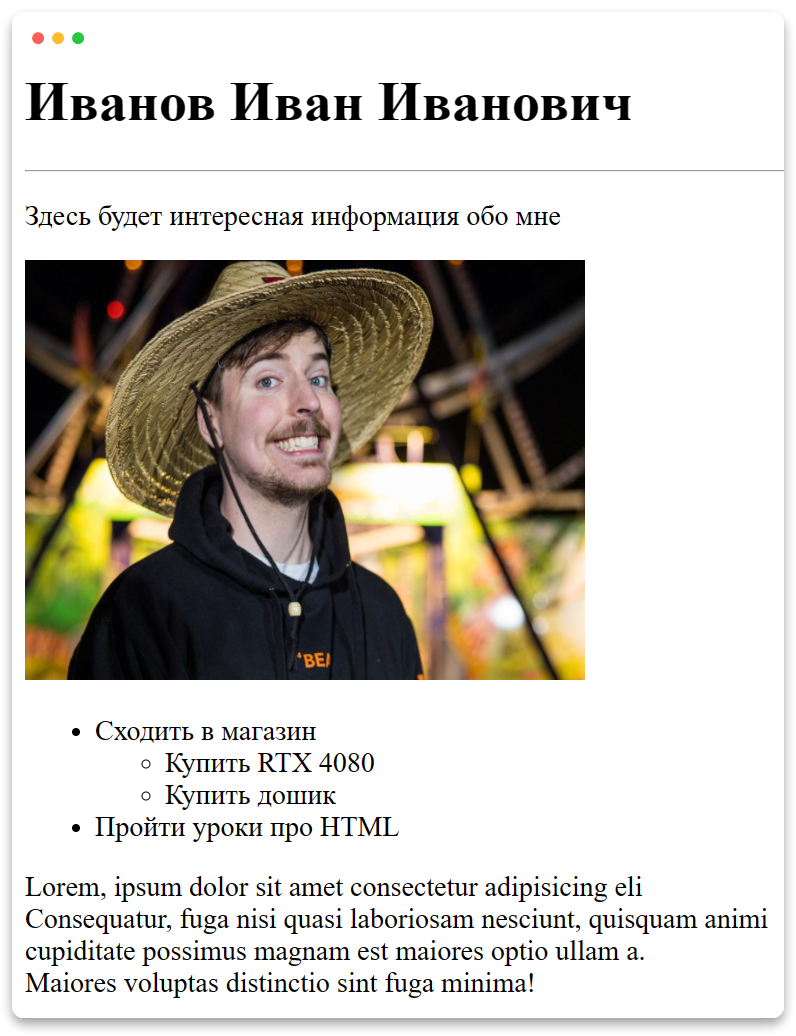 Иванов Иван Иванович
Здесь будет интересная информация обо мне
'BEA
Сходить в магазин
Купить RTX 4080
Купить дошик
Пройти уроки про HTML
Lorem, ipsum dolor sit amet consectetur adipisicing eli
Consequatur, fuga nisi quasi laboriosam nesciunt, quisquam animi
cupiditate possimus magnam est maiores optio ullam a.
Maiores voluptas distinctio sint fuga minima!